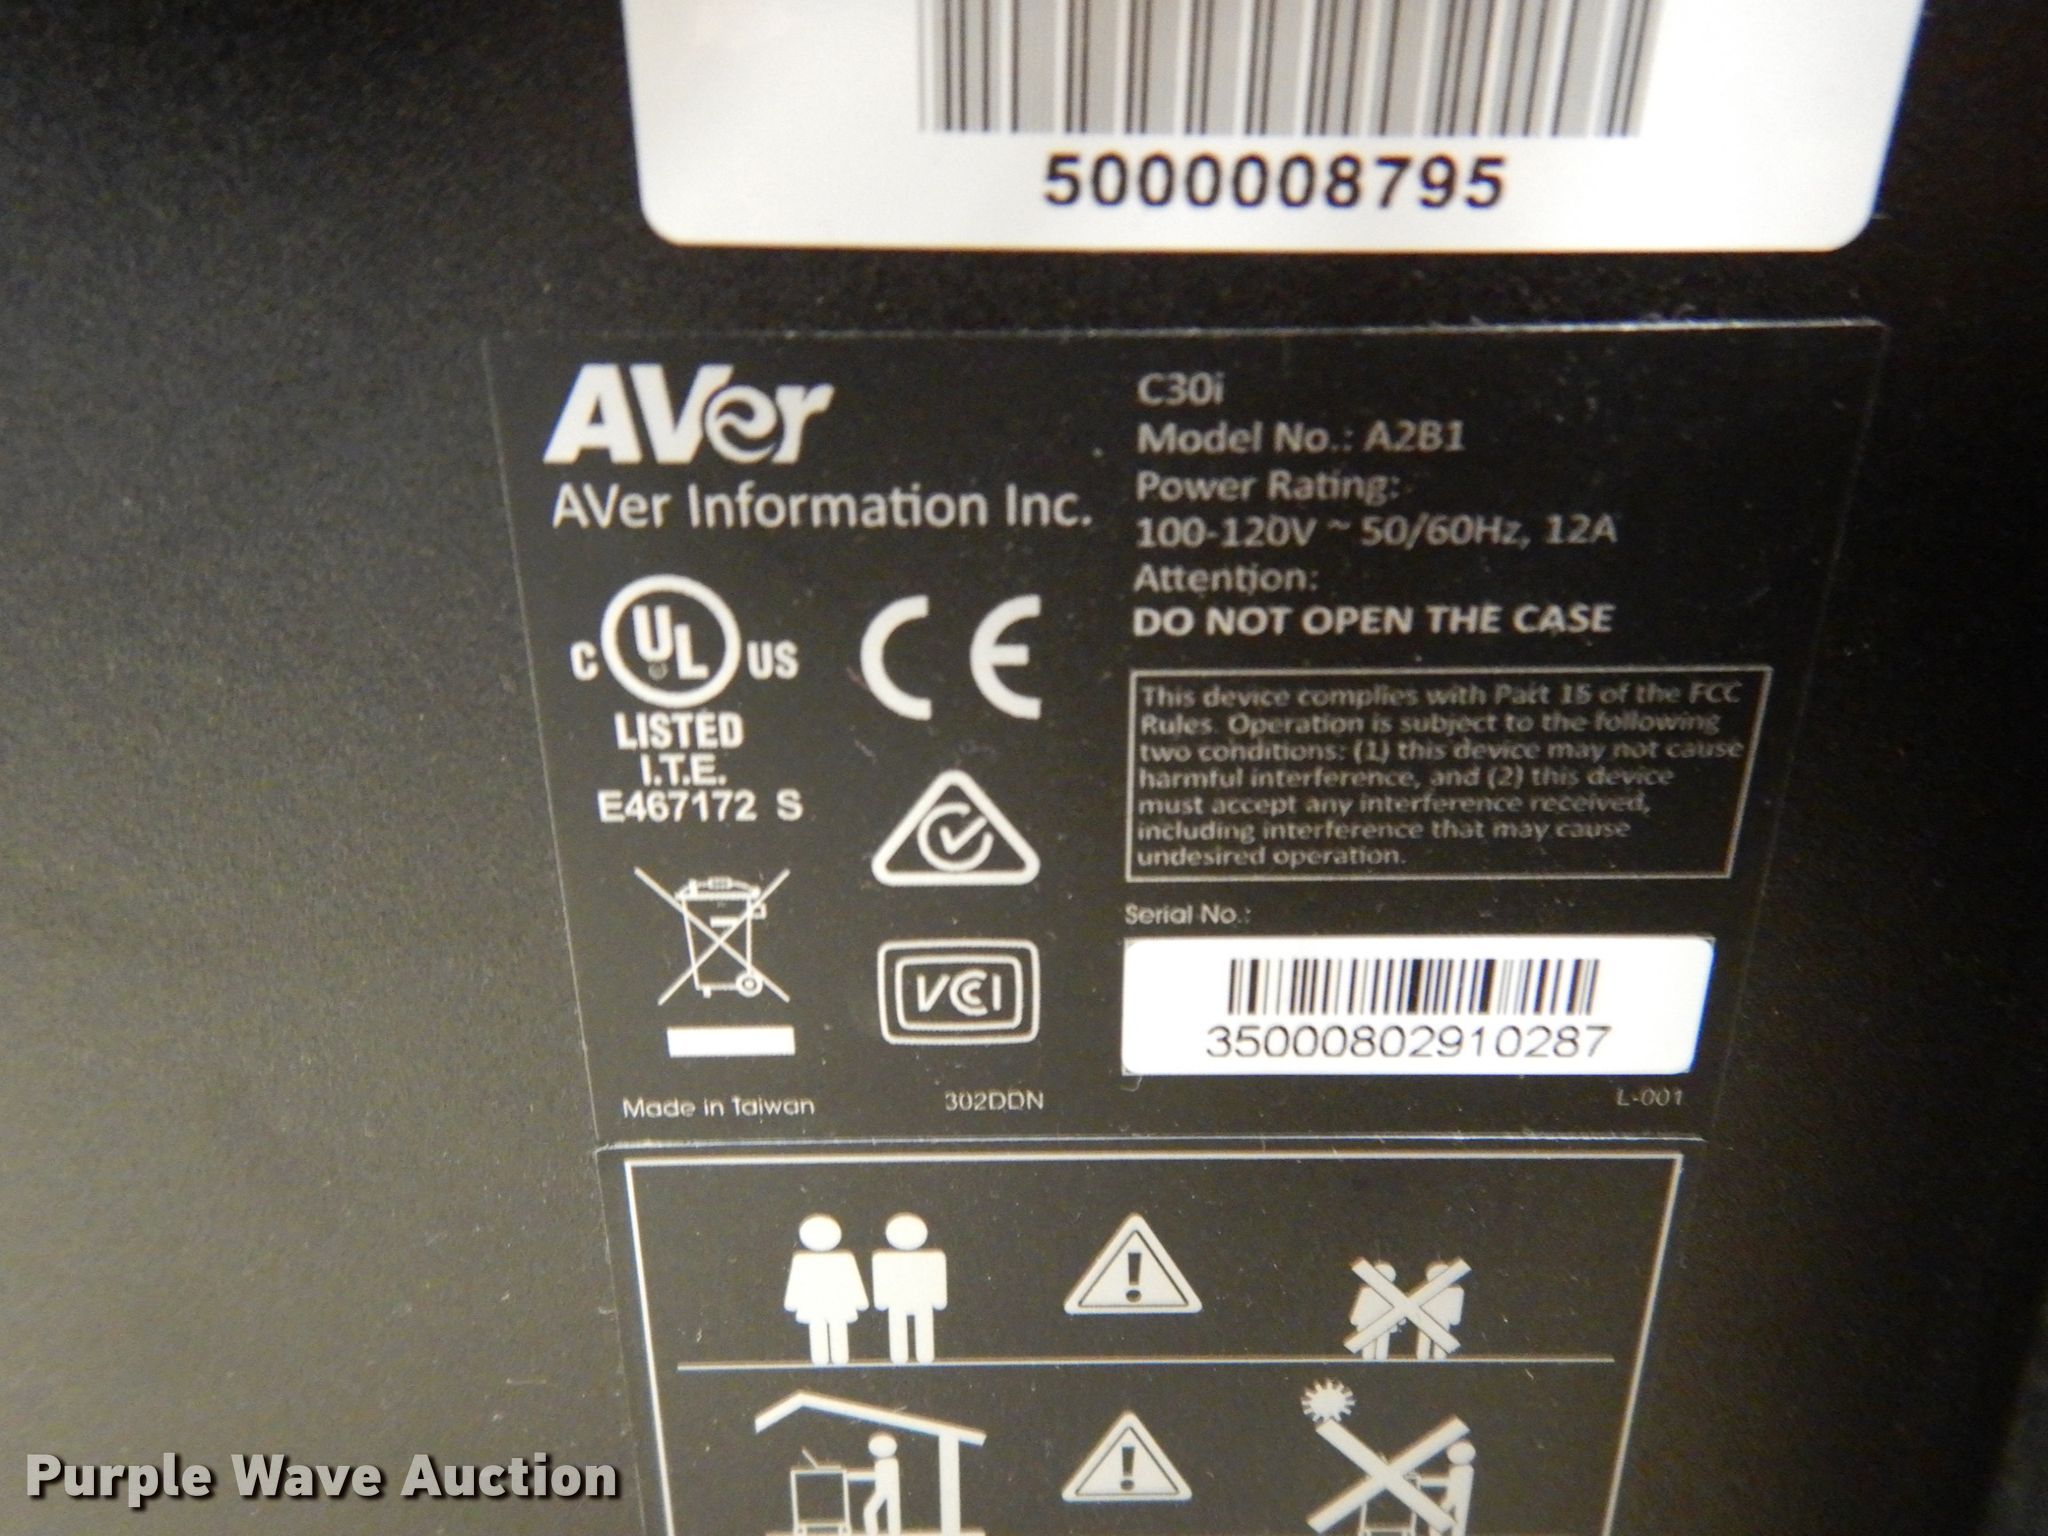 5000008795
AVer
AVer Information Inc.
C30i
Model No.: A2B1
Power Rating:
100-120V ~ 50/60Hz, 12A
Attention:
DO NOT OPEN THE CASE
C UL US
LISTED
I.T.E.
E467172 S
CE
This device complies with Part 15 of the FCC
Rules. Operation is subject to the following
two conditions: (1) this device may not cause
harmful interference, and (2) this device
must accept any interference received,
including interference that may cause
undesired operation.
VCCI
Serial No.:
35000802910287
Made in Taiwan
302DDN
L-001
Purple Wave Auction